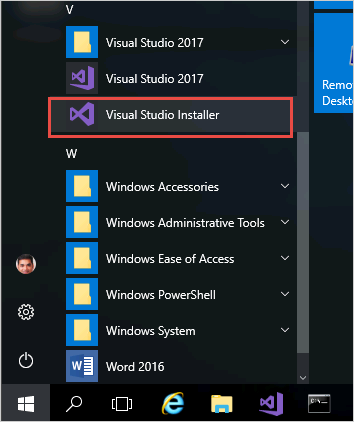 V
Visual Studio 2017
Visual Studio 2017
Visual Studio Installer
Remo
Deskto
W
Windows Accessories
Windows Administrative Tools
Windows Ease of Access
Windows PowerShell
Windows System
Word 2016